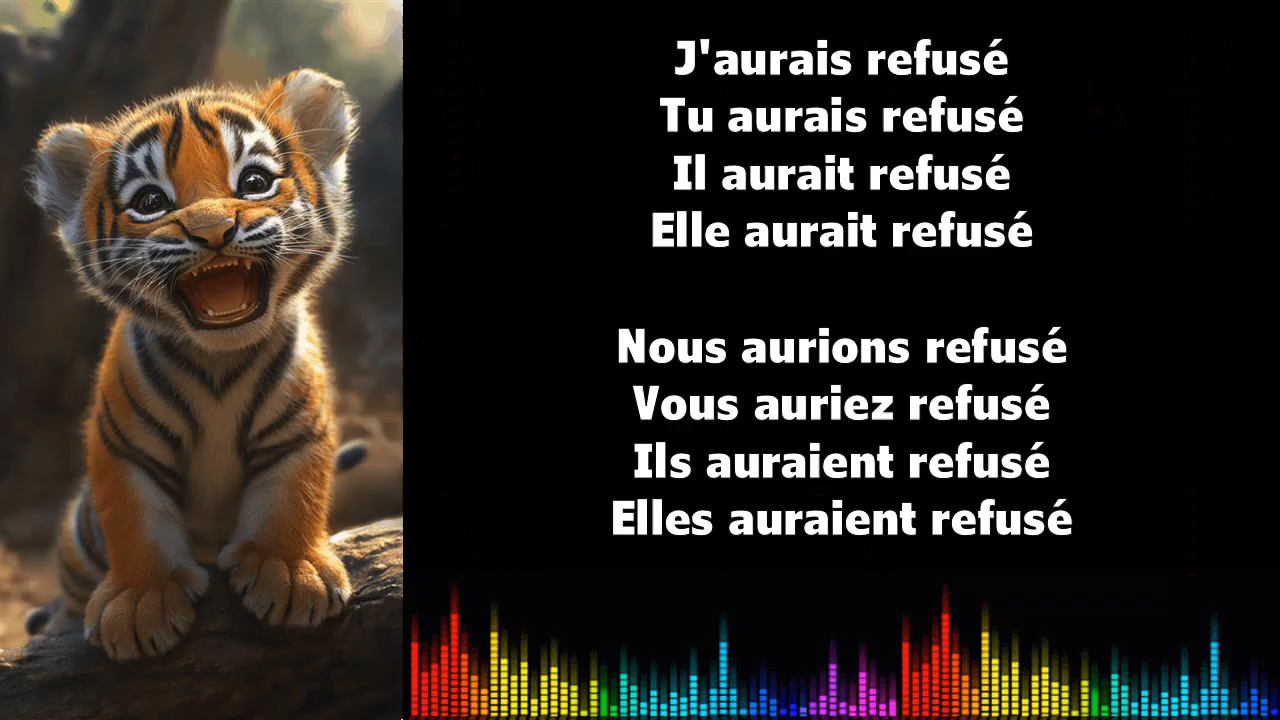 J'aurais refusé
Tu aurais refusé
Il aurait refusé
Elle aurait refusé
Nous aurions refusé
Vous auriez refusé
Ils auraient refusé
Elles auraient refusé